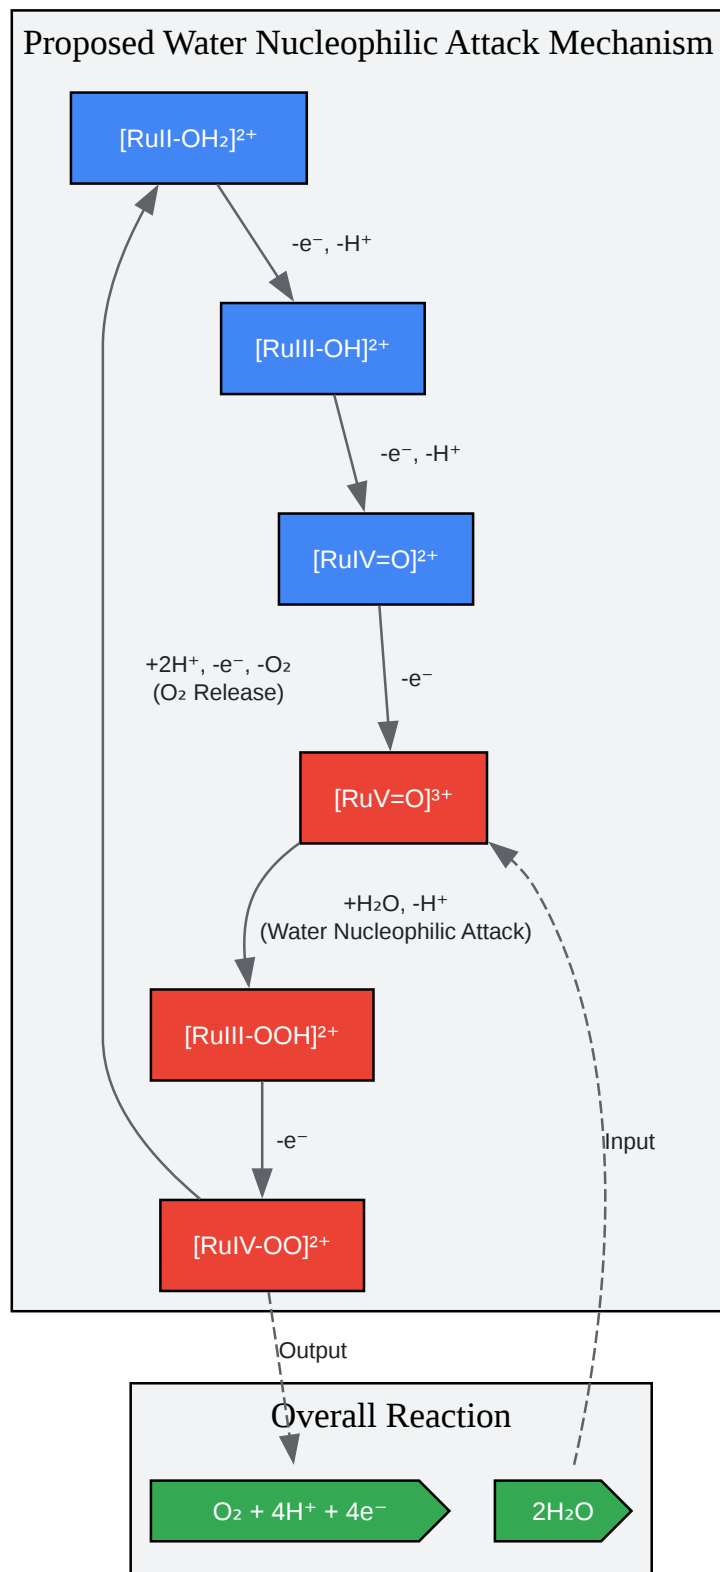 Proposed Water Nucleophilic Attack Mechanism
[RuII-OH₂]²⁺
-e⁻, -H⁺
[RuIII-OH]²⁺
-e⁻, -H⁺
[RuIV=O]²⁺
+2H⁺, -e⁻, -O₂
(O₂ Release)
-e⁻
[RuV=O]³⁺
+H₂O, -H⁺
(Water Nucleophilic Attack)
[RuIII-OOH]²⁺
-e⁻
Input
[RuIV-OO]²⁺
Output
Overall Reaction
O₂ + 4H⁺ + 4e⁻
2H₂O